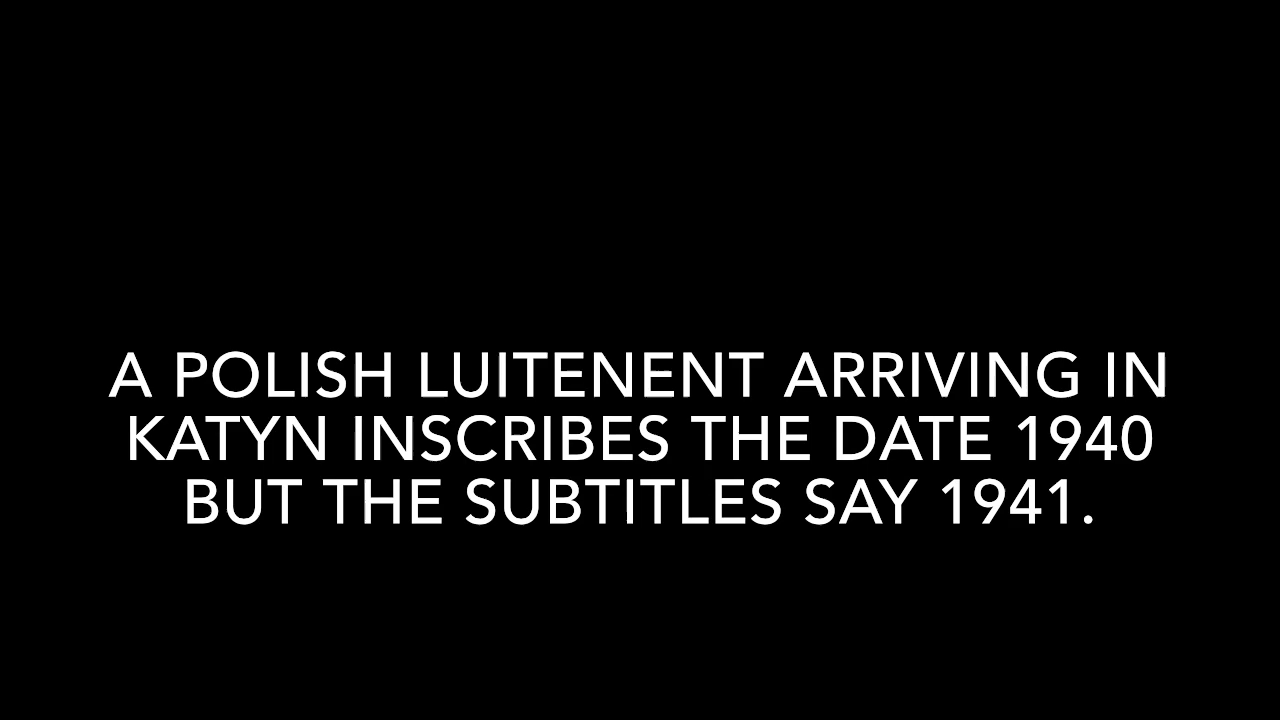 A POLISH LUITENENT ARRIVING IN
KATYN INSCRIBES THE DATE 1940
BUT THE SUBTITLES SAY 1941.